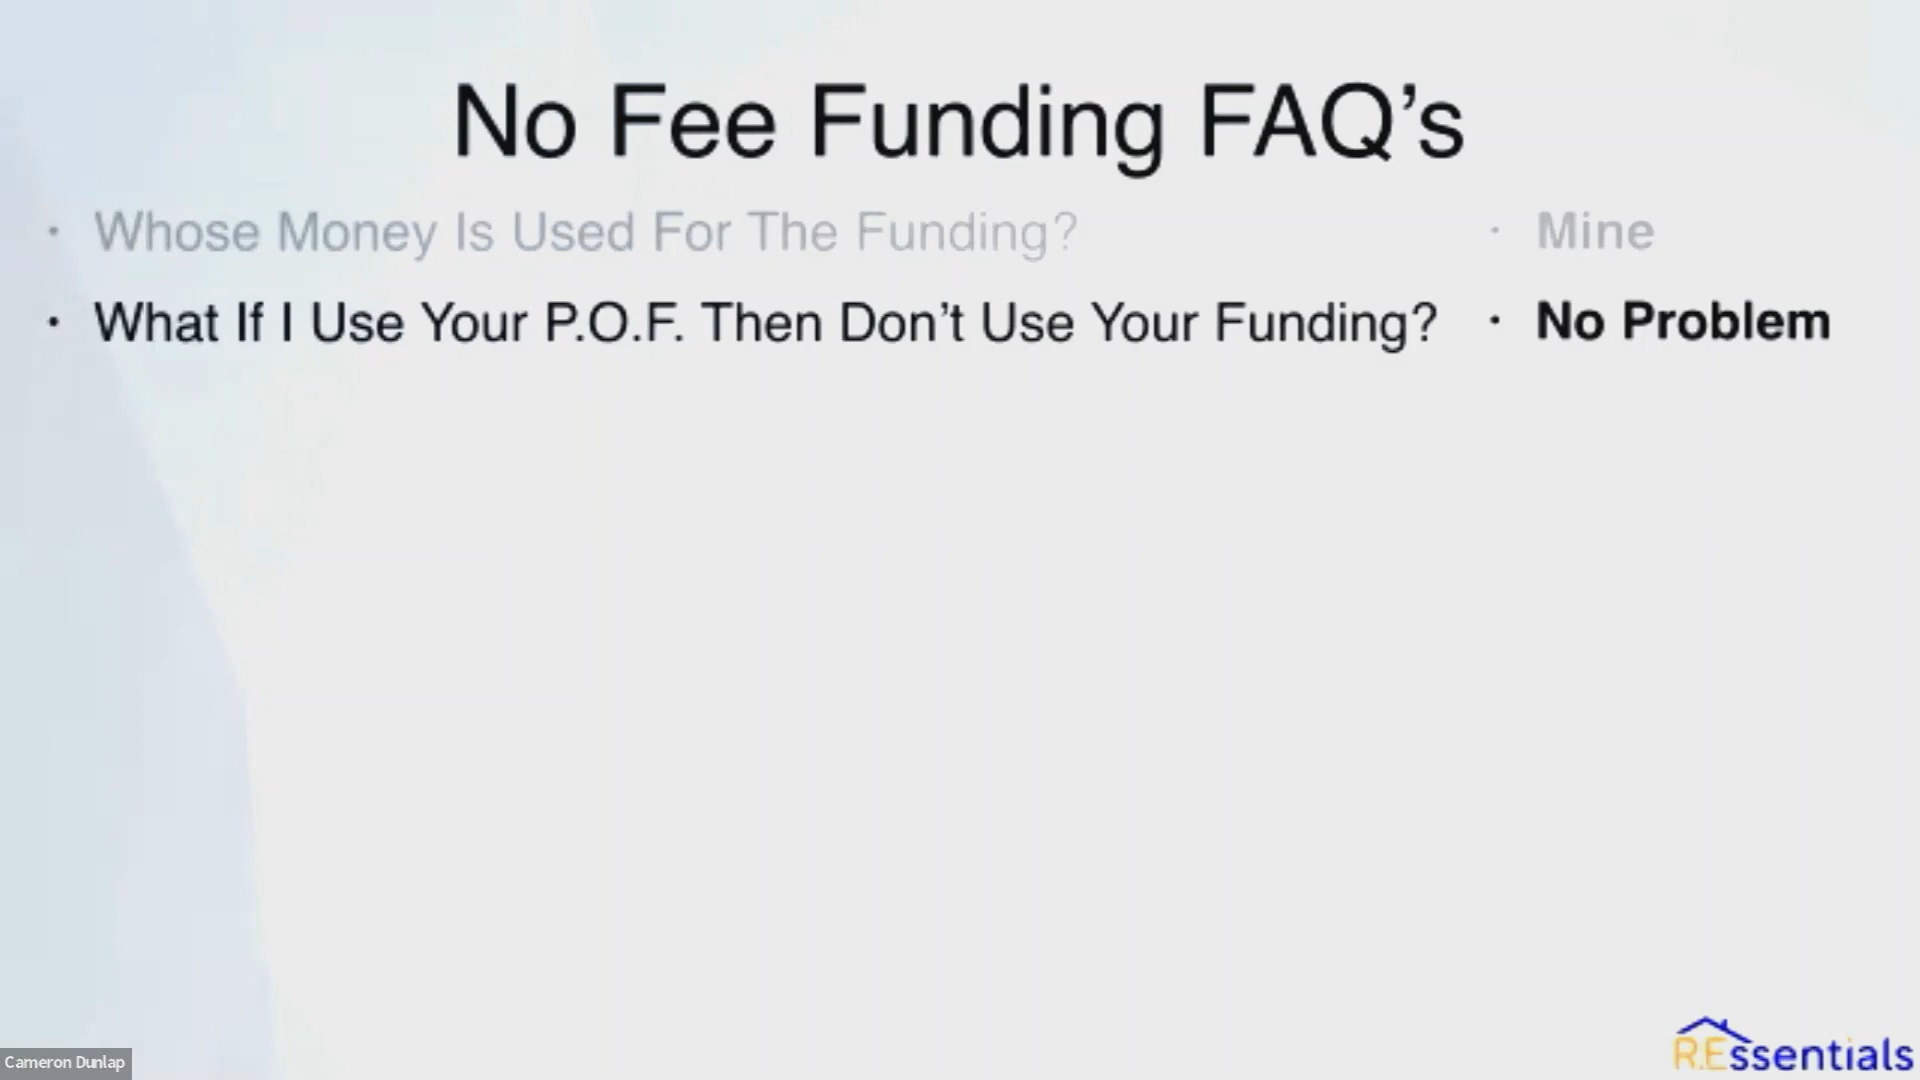 No Fee Funding FAQ’s
· Whose Money Is Used For The Funding? · Mine
· What If I Use Your P.O.F. Then Don’t Use Your Funding? · No Problem
R.Essentials
Cameron Dunlap